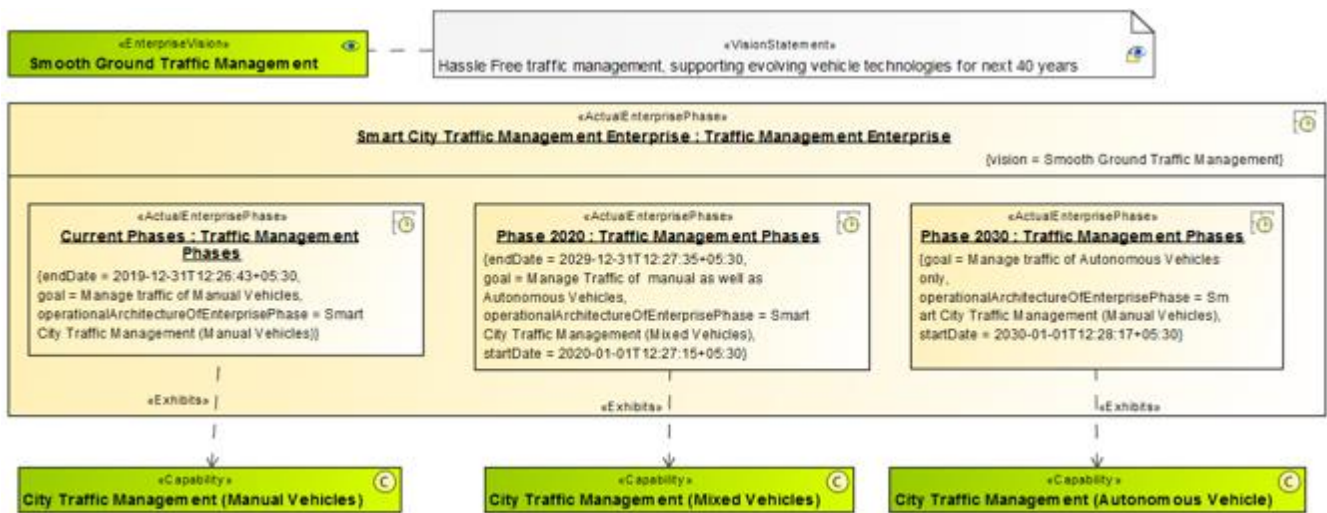 «EnterpriseVision»
Smooth Ground Traffic Management
«VisionStatement»
Hassle Free traffic management, supporting evolving vehicle technologies for next 40 years
«ActualEnterprisePhase»
Smart City Traffic Management Enterprise : Traffic Management Enterprise
{vision = Smooth Ground Traffic Management}
«ActualEnterprisePhase»
Current Phases : Traffic Management
Phases
{endDate = 2019-12-31T12:26:43+05:30,
goal = Manage traffic of Manual Vehicles,
operationalArchitectureOfEnterprisePhase = Smart
City Traffic Management (Manual Vehicles)}
«ActualEnterprisePhase»
Phase 2020 : Traffic Management Phases
{endDate = 2029-12-31T12:27:35+05:30,
goal = Manage Traffic of manual as well as
Autonomous Vehicles,
operationalArchitectureOfEnterprisePhase = Smart
City Traffic Management (Mixed Vehicles),
startDate = 2020-01-01T12:27:15+05:30}
«ActualEnterprisePhase»
Phase 2030 : Traffic Management Phases
{goal = Manage traffic of Autonomous Vehicles
only,
operationalArchitectureOfEnterprisePhase = Sm
art City Traffic Management (Manual Vehicles),
startDate = 2030-01-01T12:28:17+05:30}
«Exhibits»
«Exhibits»
«Exhibits»
«Capability»
C
City Traffic Management (Manual Vehicles)
«Capability»
C
City Traffic Management (Mixed Vehicles)
«Capability»
C
City Traffic Management (Autonomous Vehicle)